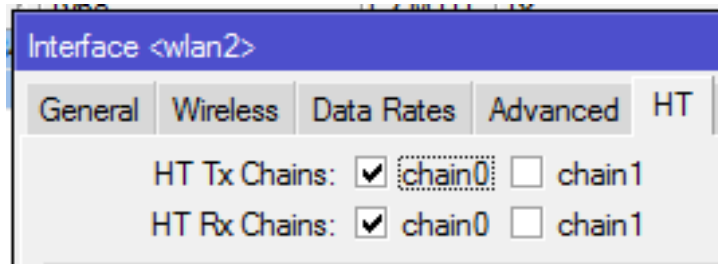 Interface <wlan2>
General Wireless Data Rates Advanced HT
HT Tx Chains: chain0 chain1
HT Rx Chains: chain0 chain1